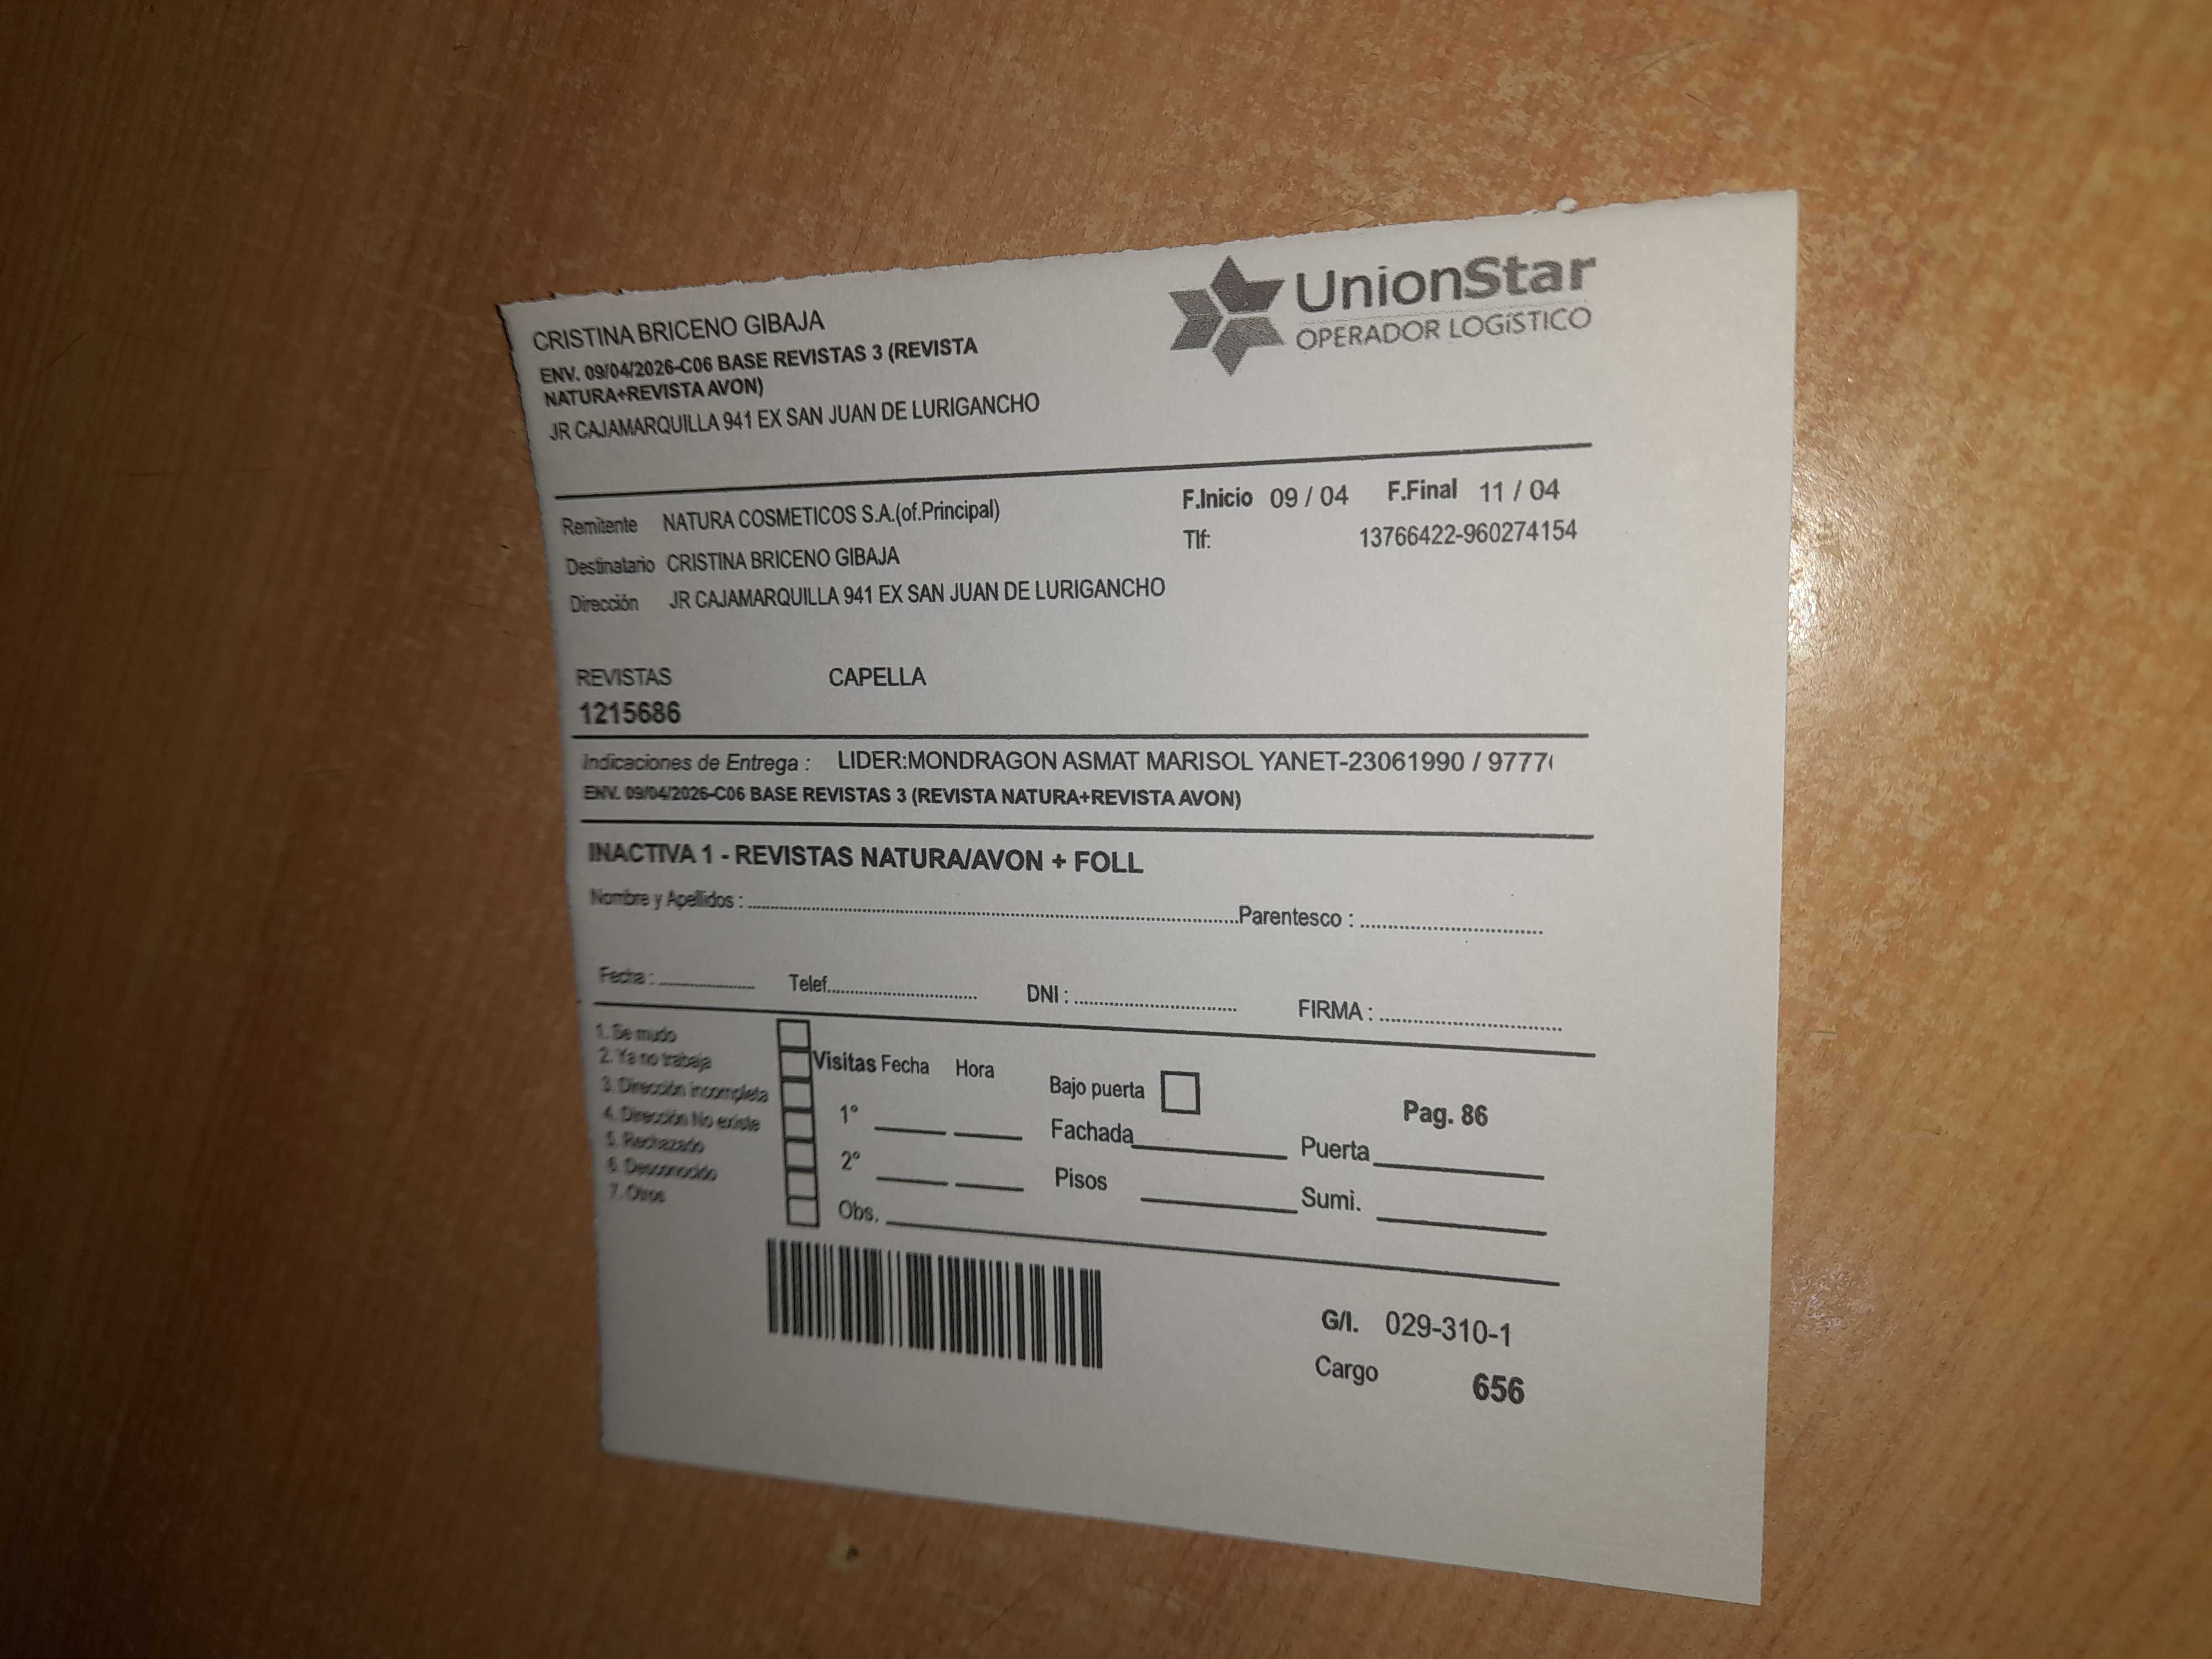 CRISTINA BRICENO GIBAJA
ENV. 09/04/2026-C06 BASE REVISTAS 3 (REVISTA
NATURA+REVISTA AVON)
JR CAJAMARQUILLA 941 EX SAN JUAN DE LURIGANCHO
UnionStar
OPERADOR LOGíSTICO
Remitente NATURA COSMETICOS S.A.(of.Principal)
F.Inicio 09 / 04 F.Final 11 / 04
Tlf: 13766422-960274154
Destinatario CRISTINA BRICENO GIBAJA
Dirección JR CAJAMARQUILLA 941 EX SAN JUAN DE LURIGANCHO
REVISTAS CAPELLA
1215686
Indicaciones de Entrega : LIDER:MONDRAGON ASMAT MARISOL YANET-23061990 / 9777
ENV. 09/04/2026-C06 BASE REVISTAS 3 (REVISTA NATURA+REVISTA AVON)
INACTIVA 1 - REVISTAS NATURA/AVON + FOLL
Nombre y Apellidos : Parentesco :
Fecha : Telef. DNI : FIRMA :
1. Se mudo
2. Ya no trabaja
3. Dirección incompleta
4. Dirección No existe
5. Rechazado
6. Desconocido
7. Otros
Visitas Fecha Hora
1°
2°
Obs.
Bajo puerta
Pag. 86
Fachada Puerta
Pisos Sumi.
G/I. 029-310-1
Cargo 656